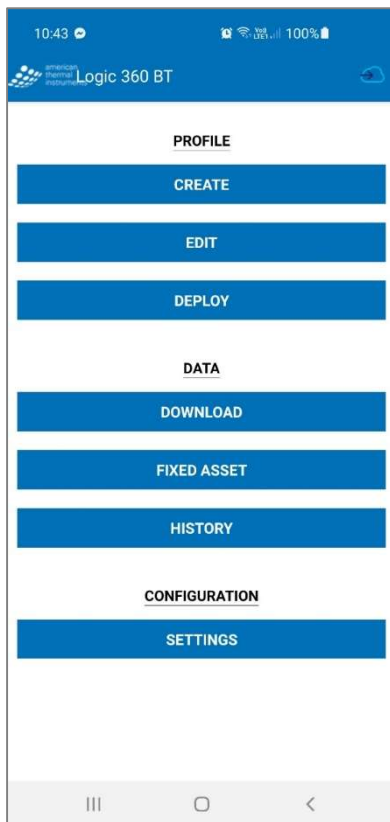 10:43 100%
american
thermal
instruments
Logic 360 BT
PROFILE
CREATE
EDIT
DEPLOY
DATA
DOWNLOAD
FIXED ASSET
HISTORY
CONFIGURATION
SETTINGS